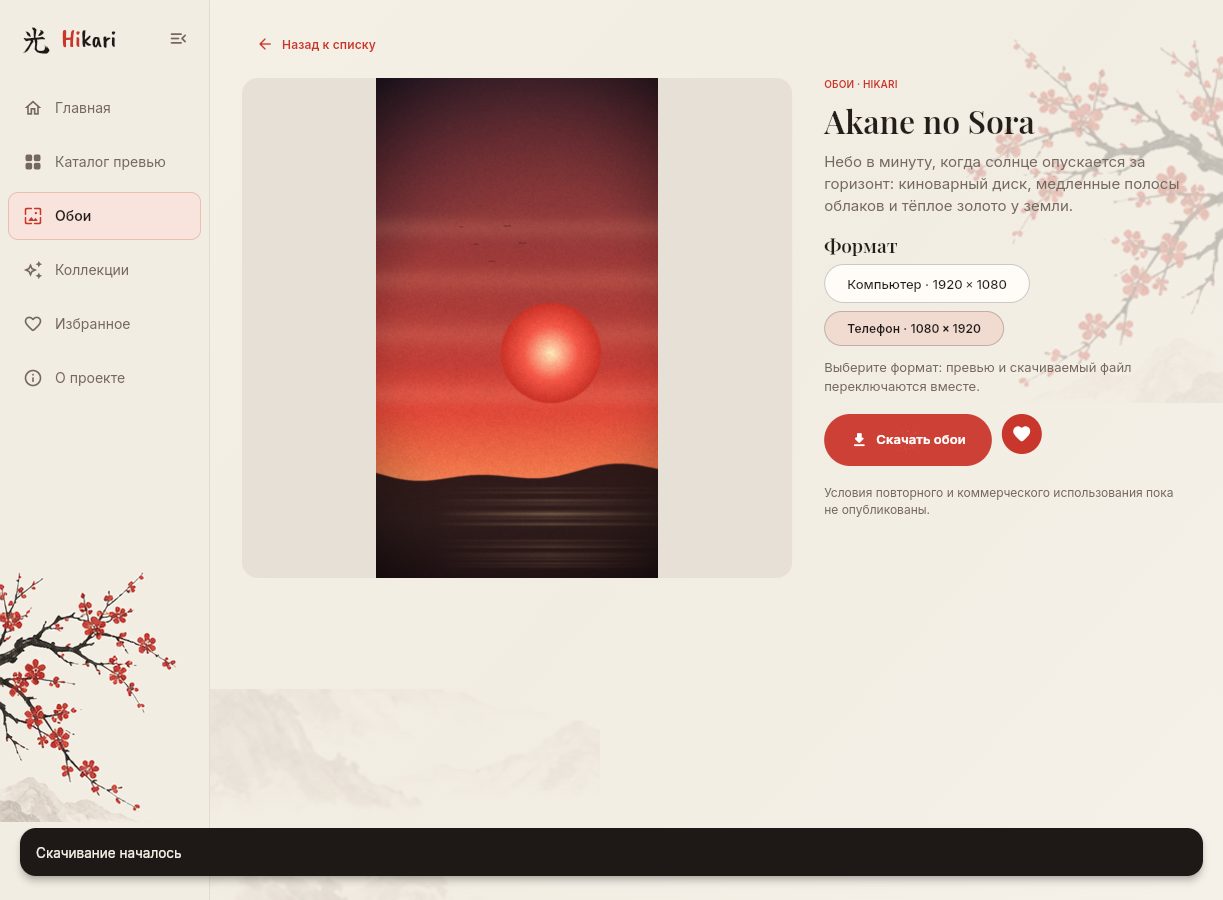 光 Hikari
Главная
Каталог превью
Обои
Коллекции
Избранное
О проекте
Назад к списку
ОБОИ · HIKARI
Akane no Sora
Небо в минуту, когда солнце опускается за
горизонт: киноварный диск, медленные полосы
облаков и тёплое золото у земли.
Формат
Компьютер · 1920 × 1080
Телефон · 1080 × 1920
Выберите формат: превью и скачиваемый файл
переключаются вместе.
Скачать обои
Условия повторного и коммерческого использования пока
не опубликованы.
Скачивание началось